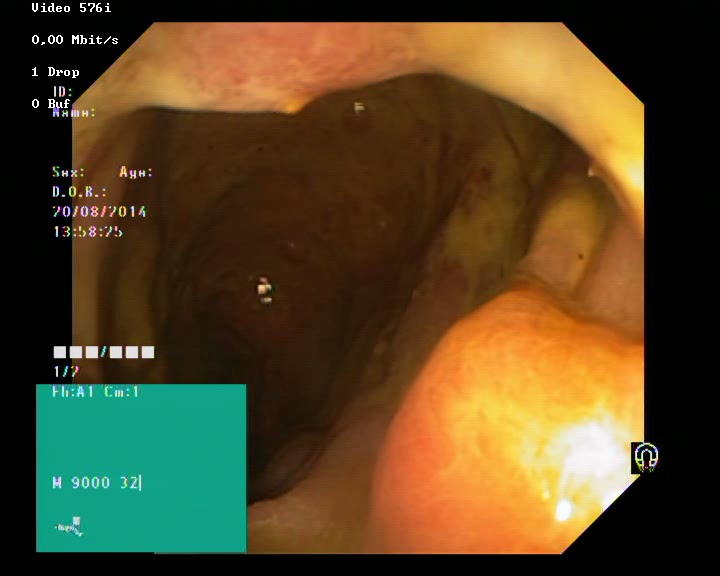 Video 576i
0,00 Mbit/s
1 Drop
ID:
0 Buf
Name:
Sex: Age:
D.O.B.:
20/08/2014
13:58:25
■■■/■■■
1/2
Eh:A1 Cm:1
M 9000 32